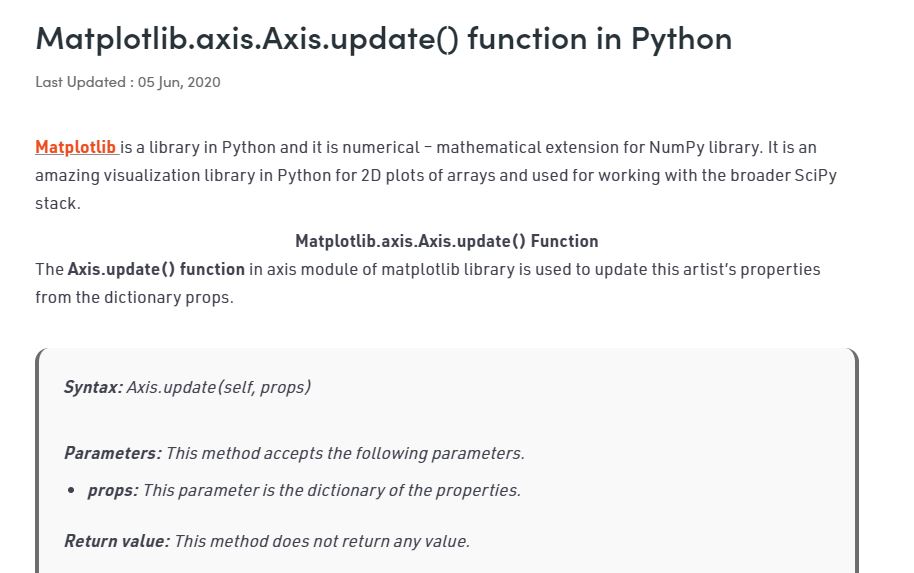 Matplotlib.axis.Axis.update() function in Python
Last Updated : 05 Jun, 2020
Matplotlib is a library in Python and it is numerical – mathematical extension for NumPy library. It is an
amazing visualization library in Python for 2D plots of arrays and used for working with the broader SciPy
stack.
Matplotlib.axis.Axis.update() Function
The Axis.update() function in axis module of matplotlib library is used to update this artist’s properties
from the dictionary props.
Syntax: Axis.update(self, props)
Parameters: This method accepts the following parameters.
• props: This parameter is the dictionary of the properties.
Return value: This method does not return any value.